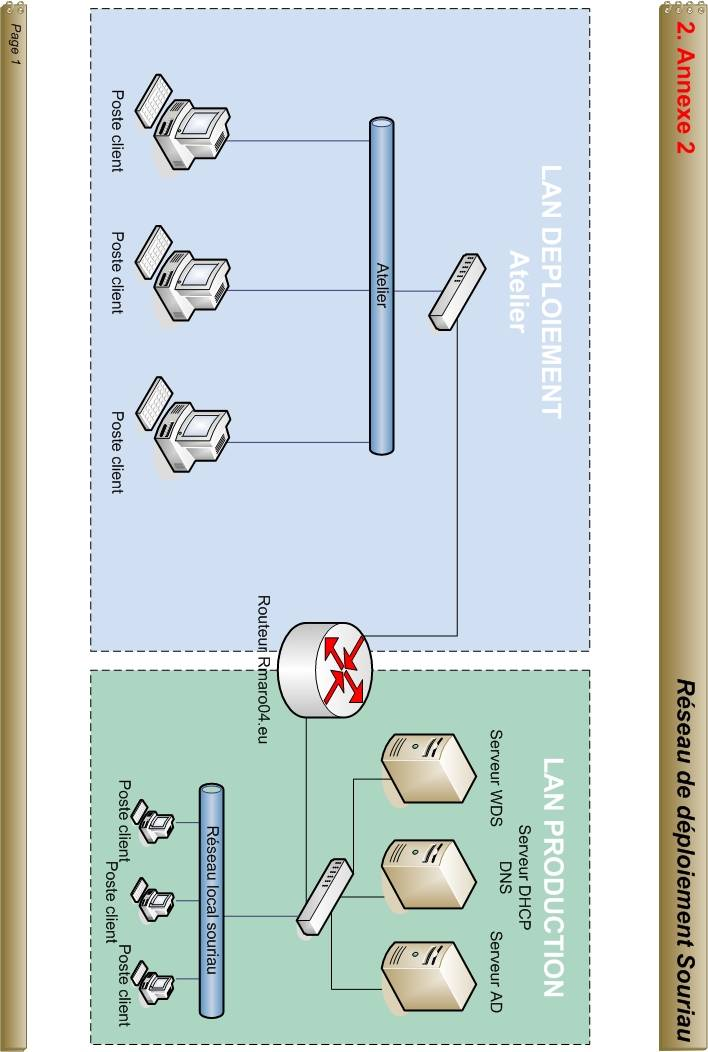 2. Annexe 2
Réseau de déploiement Souriau
LAN DEPLOIEMENT
Atelier
Atelier
Poste client
Poste client
Poste client
Routeur Rmaro04.eu
LAN PRODUCTION
Serveur WDS
Serveur DHCP
DNS
Serveur AD
Réseau local souriau
Poste client
Poste client
Poste client
Page 1